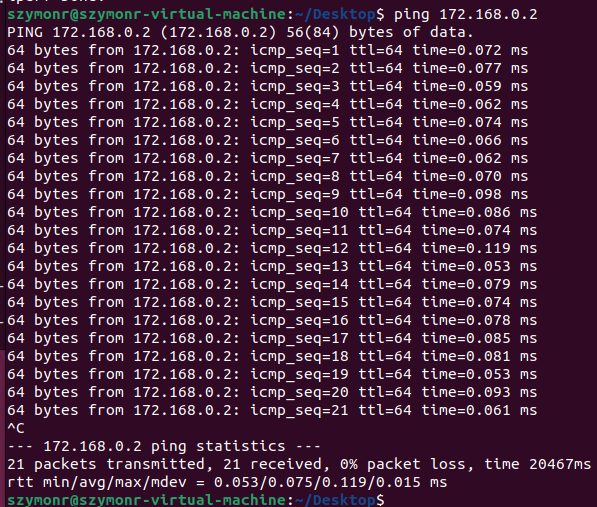 szymonr@szymonr-virtual-machine:~/Desktop$ ping 172.168.0.2
PING 172.168.0.2 (172.168.0.2) 56(84) bytes of data.
64 bytes from 172.168.0.2: icmp_seq=1 ttl=64 time=0.072 ms
64 bytes from 172.168.0.2: icmp_seq=2 ttl=64 time=0.077 ms
64 bytes from 172.168.0.2: icmp_seq=3 ttl=64 time=0.059 ms
64 bytes from 172.168.0.2: icmp_seq=4 ttl=64 time=0.062 ms
64 bytes from 172.168.0.2: icmp_seq=5 ttl=64 time=0.074 ms
64 bytes from 172.168.0.2: icmp_seq=6 ttl=64 time=0.066 ms
64 bytes from 172.168.0.2: icmp_seq=7 ttl=64 time=0.062 ms
64 bytes from 172.168.0.2: icmp_seq=8 ttl=64 time=0.070 ms
64 bytes from 172.168.0.2: icmp_seq=9 ttl=64 time=0.098 ms
64 bytes from 172.168.0.2: icmp_seq=10 ttl=64 time=0.086 ms
64 bytes from 172.168.0.2: icmp_seq=11 ttl=64 time=0.074 ms
64 bytes from 172.168.0.2: icmp_seq=12 ttl=64 time=0.119 ms
64 bytes from 172.168.0.2: icmp_seq=13 ttl=64 time=0.053 ms
64 bytes from 172.168.0.2: icmp_seq=14 ttl=64 time=0.079 ms
64 bytes from 172.168.0.2: icmp_seq=15 ttl=64 time=0.074 ms
64 bytes from 172.168.0.2: icmp_seq=16 ttl=64 time=0.078 ms
64 bytes from 172.168.0.2: icmp_seq=17 ttl=64 time=0.085 ms
64 bytes from 172.168.0.2: icmp_seq=18 ttl=64 time=0.081 ms
64 bytes from 172.168.0.2: icmp_seq=19 ttl=64 time=0.053 ms
64 bytes from 172.168.0.2: icmp_seq=20 ttl=64 time=0.093 ms
64 bytes from 172.168.0.2: icmp_seq=21 ttl=64 time=0.061 ms
^C
--- 172.168.0.2 ping statistics ---
21 packets transmitted, 21 received, 0% packet loss, time 20467ms
rtt min/avg/max/mdev = 0.053/0.075/0.119/0.015 ms
szymonr@szymonr-virtual-machine:~/Desktop$